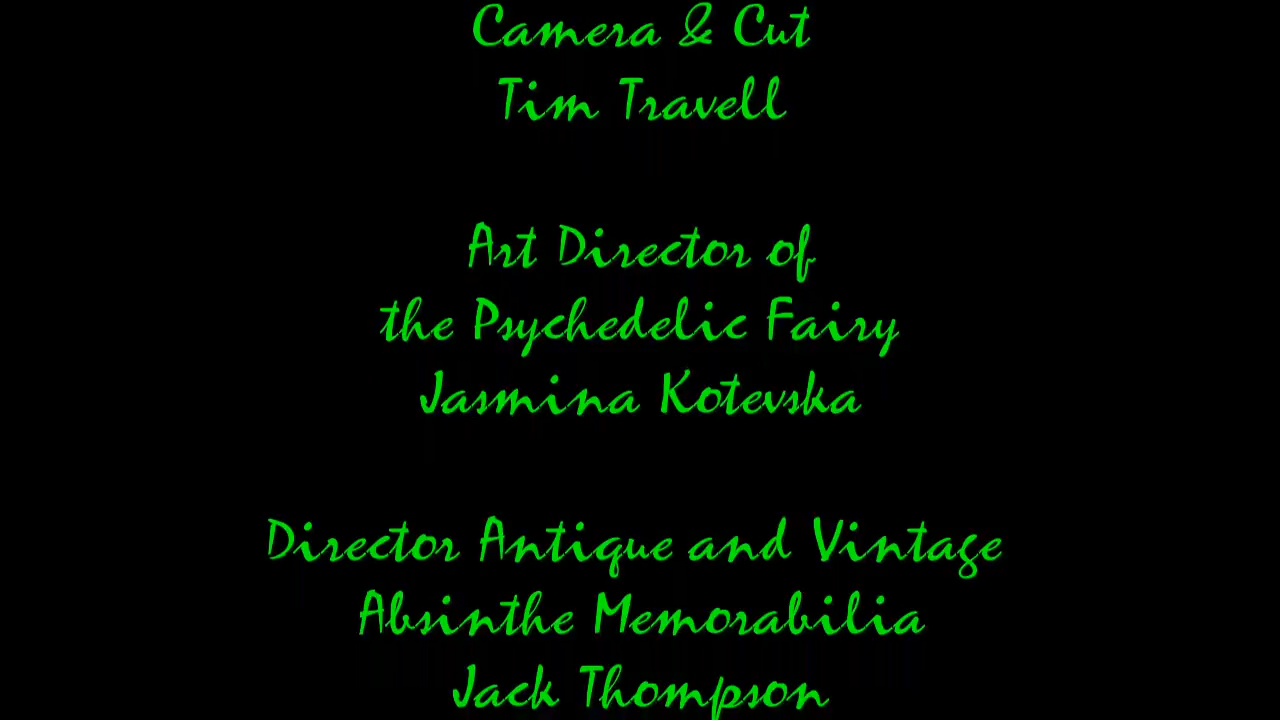 Camera & Cut
Tim Travell
Art Director of
the Psychedelic Fairy
Jasmina Kotevska
Director Antique and Vintage
Absinthe Memorabilia
Jack Thompson